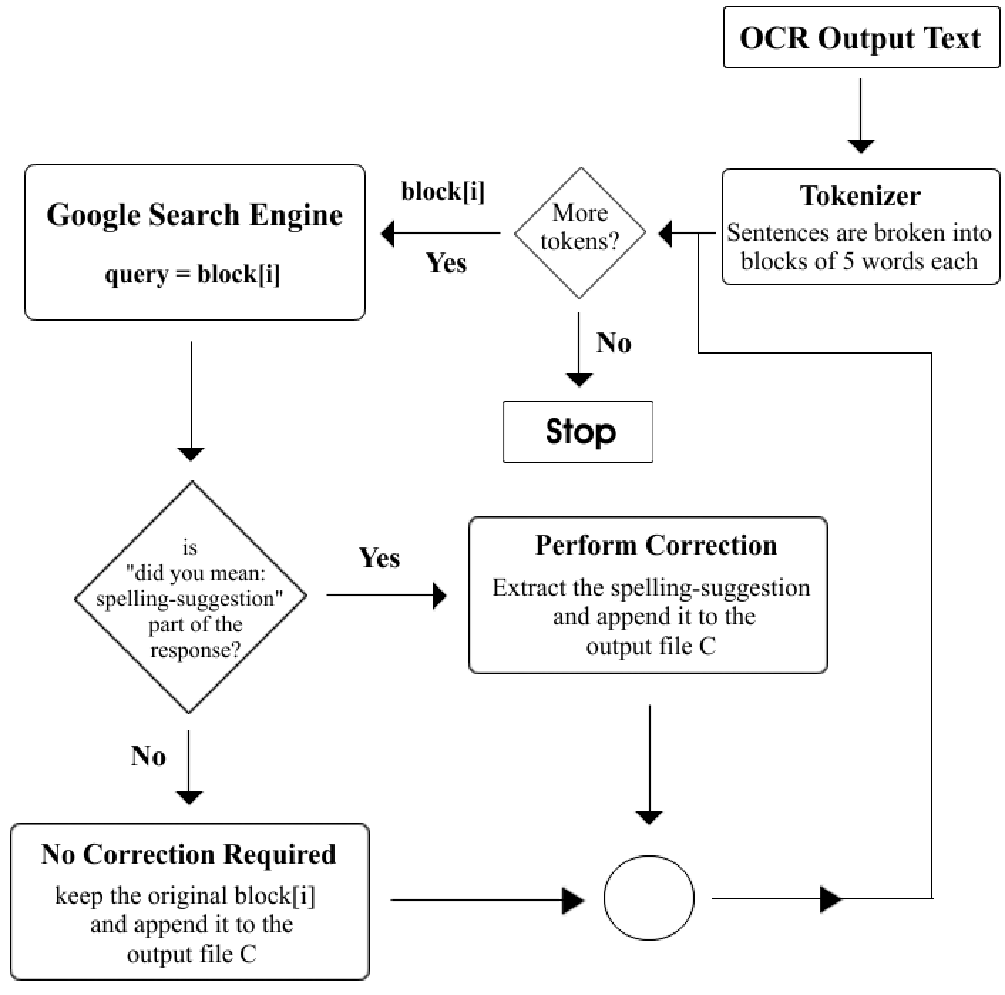 OCR Output Text
Tokenizer
Sentences are broken into
blocks of 5 words each
More
tokens?
block[i]
Yes
Google Search Engine
query = block[i]
No
Stop
is
"did you mean:
spelling-suggestion"
part of the
response?
Yes
Perform Correction
Extract the spelling-suggestion
and append it to the
output file C
No
No Correction Required
keep the original block[i]
and append it to the
output file C